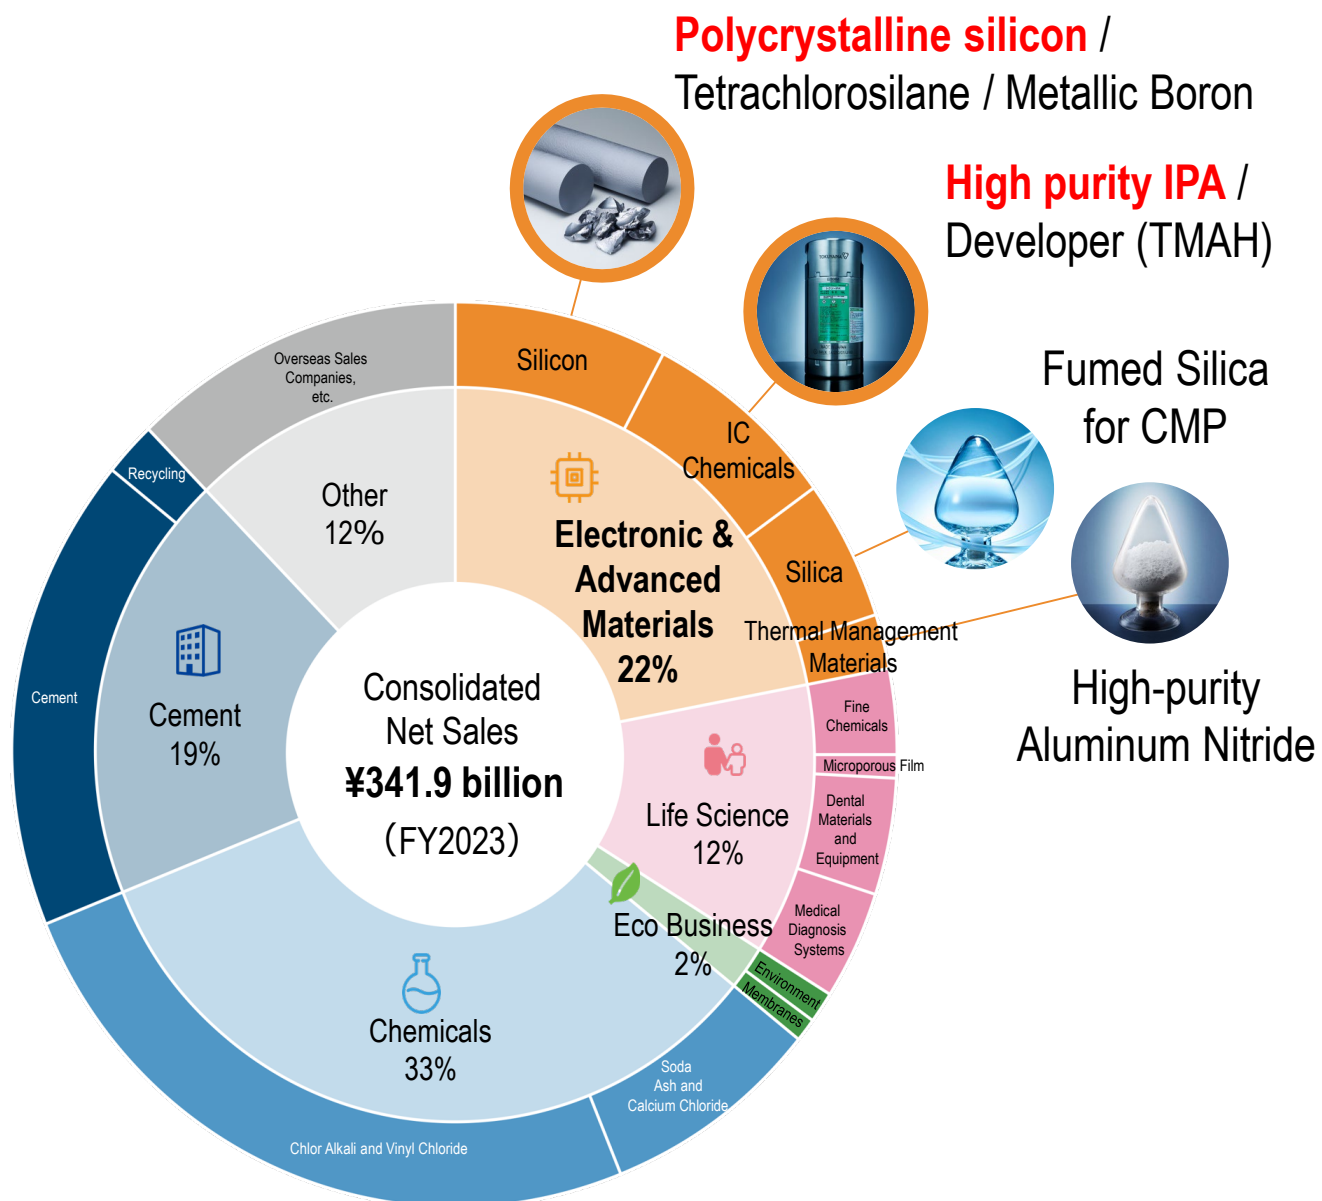 Polycrystalline silicon /
Tetrachlorosilane / Metallic Boron
High purity IPA /
Developer (TMAH)
Fumed Silica
for CMP
High-purity
Aluminum Nitride
Silicon
IC
Chemicals
Silica
Thermal Management
Materials
Electronic &
Advanced
Materials
22%
Fine
Chemicals
Microporous Film
Dental
Materials
and
Equipment
Medical
Diagnosis
Systems
Life Science
12%
Environment
Membranes
Eco Business
2%
Soda
Ash and
Calcium Chloride
Chlor Alkali and Vinyl Chloride
Chemicals
33%
Cement
Recycling
Cement
19%
Overseas Sales
Companies,
etc.
Other
12%
Consolidated
Net Sales
¥341.9 billion
（FY2023）